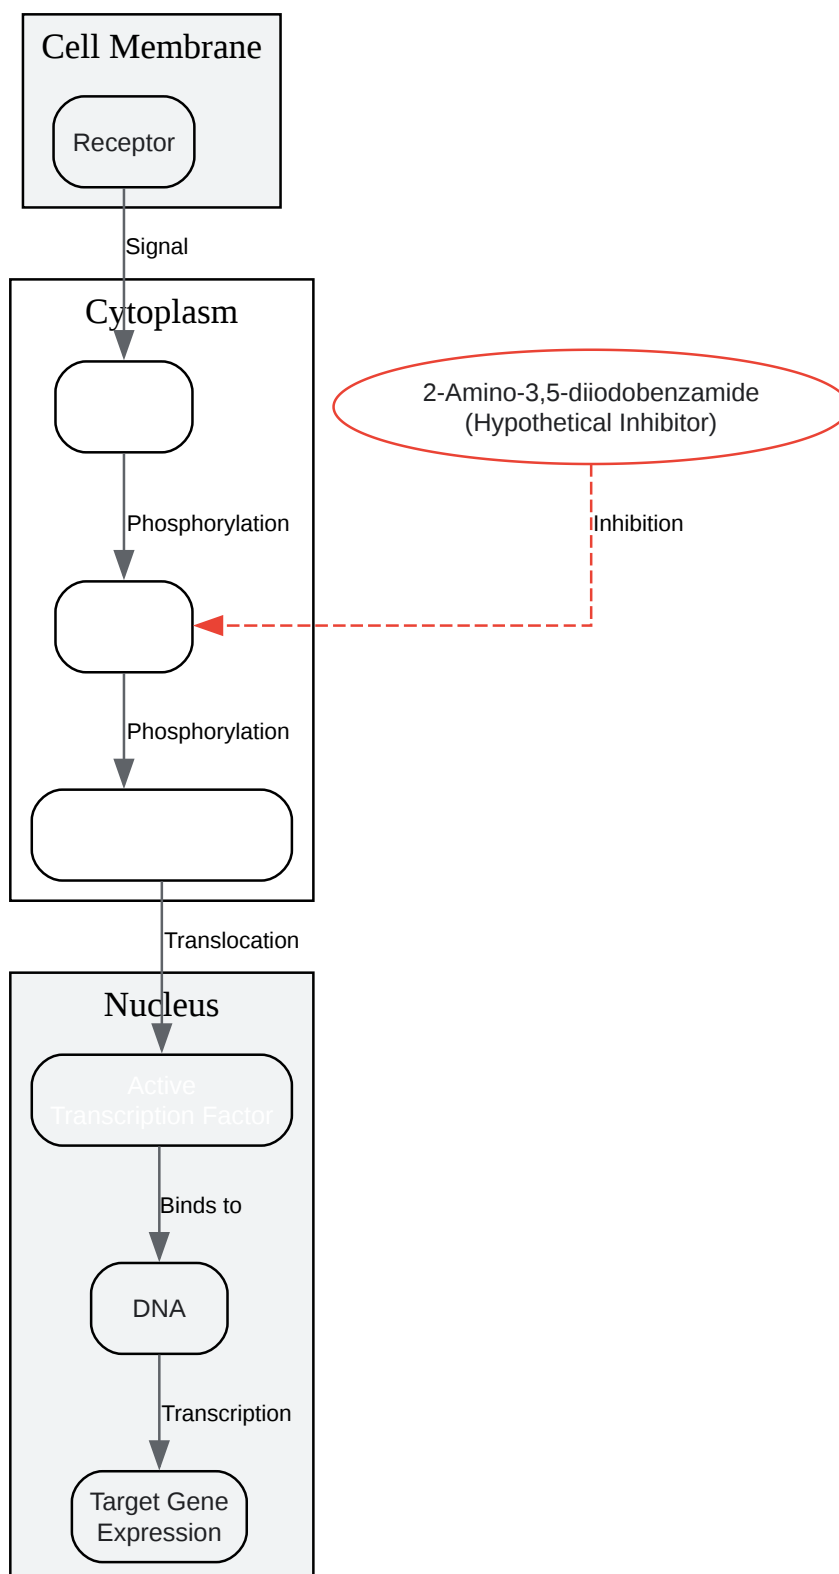 Cell Membrane
Receptor
Signal
Cytoplasm
2-Amino-3,5-diiodobenzamide
(Hypothetical Inhibitor)
Phosphorylation
Inhibition
Phosphorylation
Translocation
Nucleus
Active
Transcription Factor
Binds to
DNA
Transcription
Target Gene
Expression